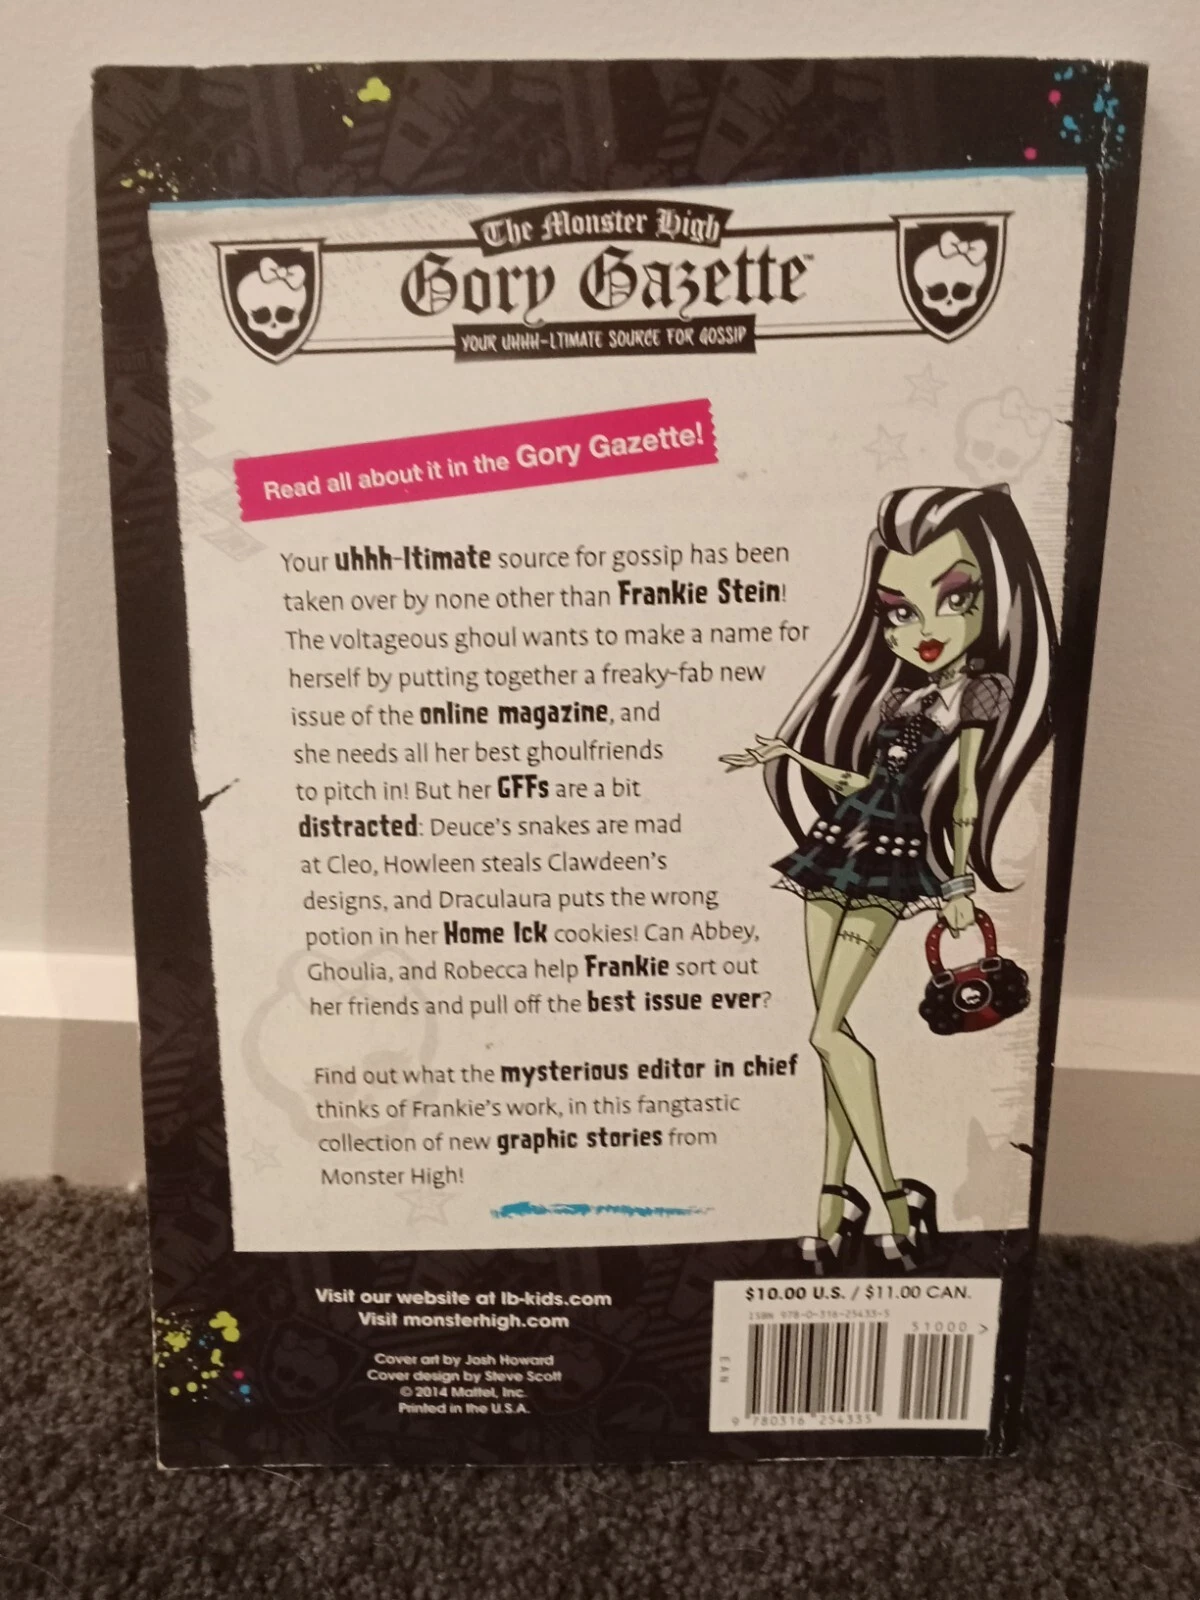 The Monster High
Gory Gazette™
YOUR UHHH-LTIMATE SOURCE FOR GOSSIP
Read all about it in the Gory Gazette!
Your uhhh-ltimate source for gossip has been
taken over by none other than Frankie Stein!
The voltageous ghoul wants to make a name for
herself by putting together a freaky-fab new
issue of the online magazine, and
she needs all her best ghoulfriends
to pitch in! But her GFFs are a bit
distracted: Deuce's snakes are mad
at Cleo, Howleen steals Clawdeen's
designs, and Draculaura puts the wrong
potion in her Home Ick cookies! Can Abbey,
Ghoulia, and Robecca help Frankie sort out
her friends and pull off the best issue ever?
Find out what the mysterious editor in chief
thinks of Frankie's work, in this fangtastic
collection of new graphic stories from
Monster High!
Visit our website at lb-kids.com
Visit monsterhigh.com
Cover art by Josh Howard
Cover design by Steve Scott
© 2014 Mattel, Inc.
Printed in the U.S.A.
$10.00 U.S. / $11.00 CAN.
ISBN 978-0-316-25433-5
51000 >
EAN
9 780316 254335